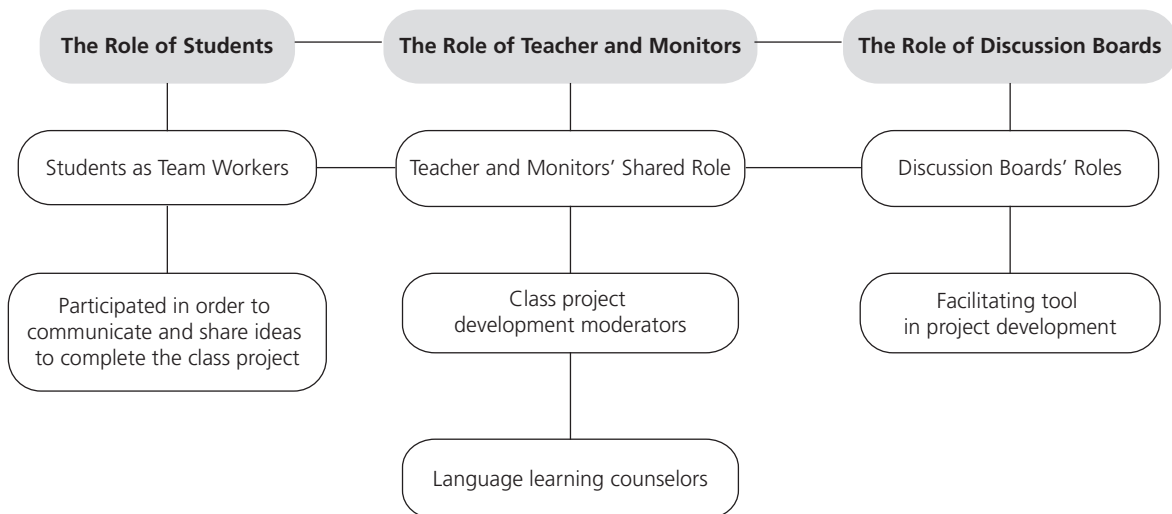 The Role of Students
The Role of Teacher and Monitors
The Role of Discussion Boards
Students as Team Workers
Teacher and Monitors’ Shared Role
Discussion Boards’ Roles
Participated in order to
communicate and share ideas
to complete the class project
Class project
development moderators
Facilitating tool
in project development
Language learning counselors